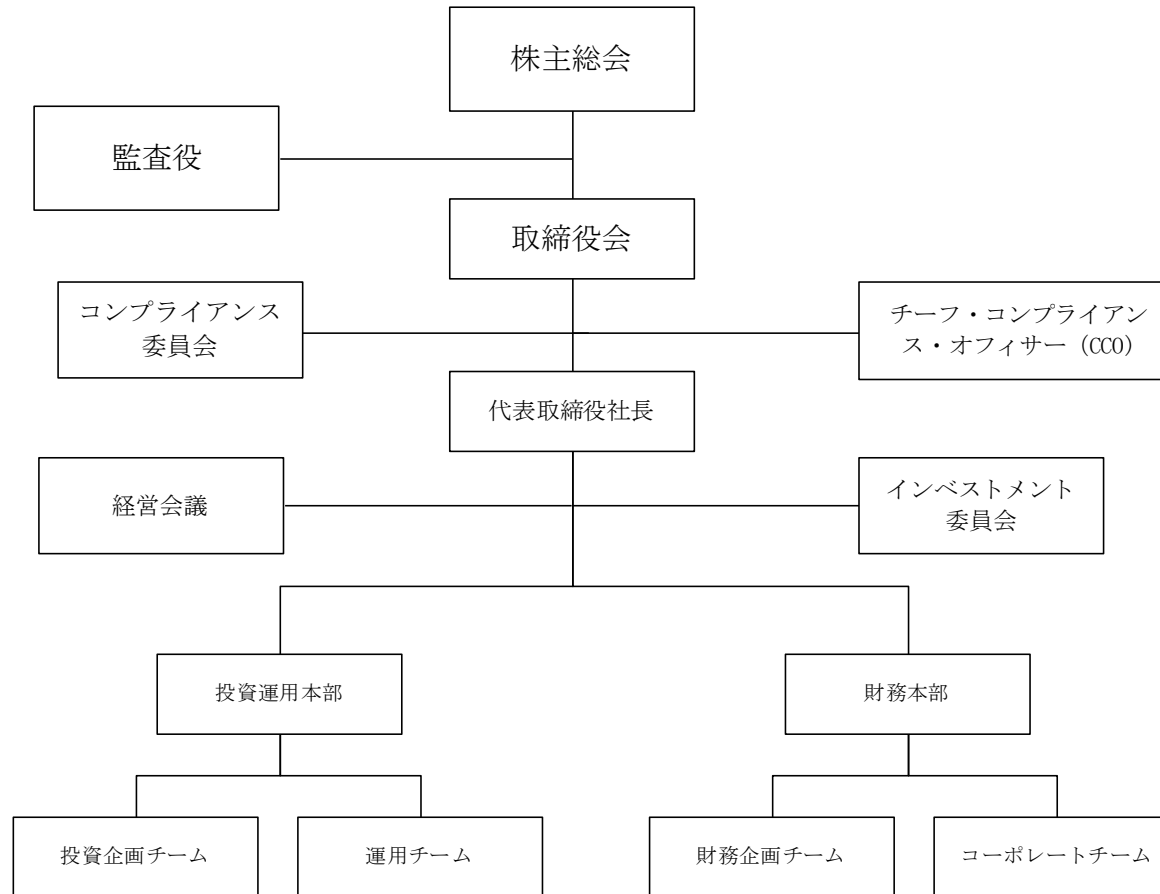 株主総会
監査役
取締役会
コンプライアンス
委員会
チーフ・コンプライアン
ス・オフィサー（CCO）
代表取締役社長
経営会議
インベストメント
委員会
投資運用本部
財務本部
投資企画チーム
運用チーム
財務企画チーム
コーポレートチーム